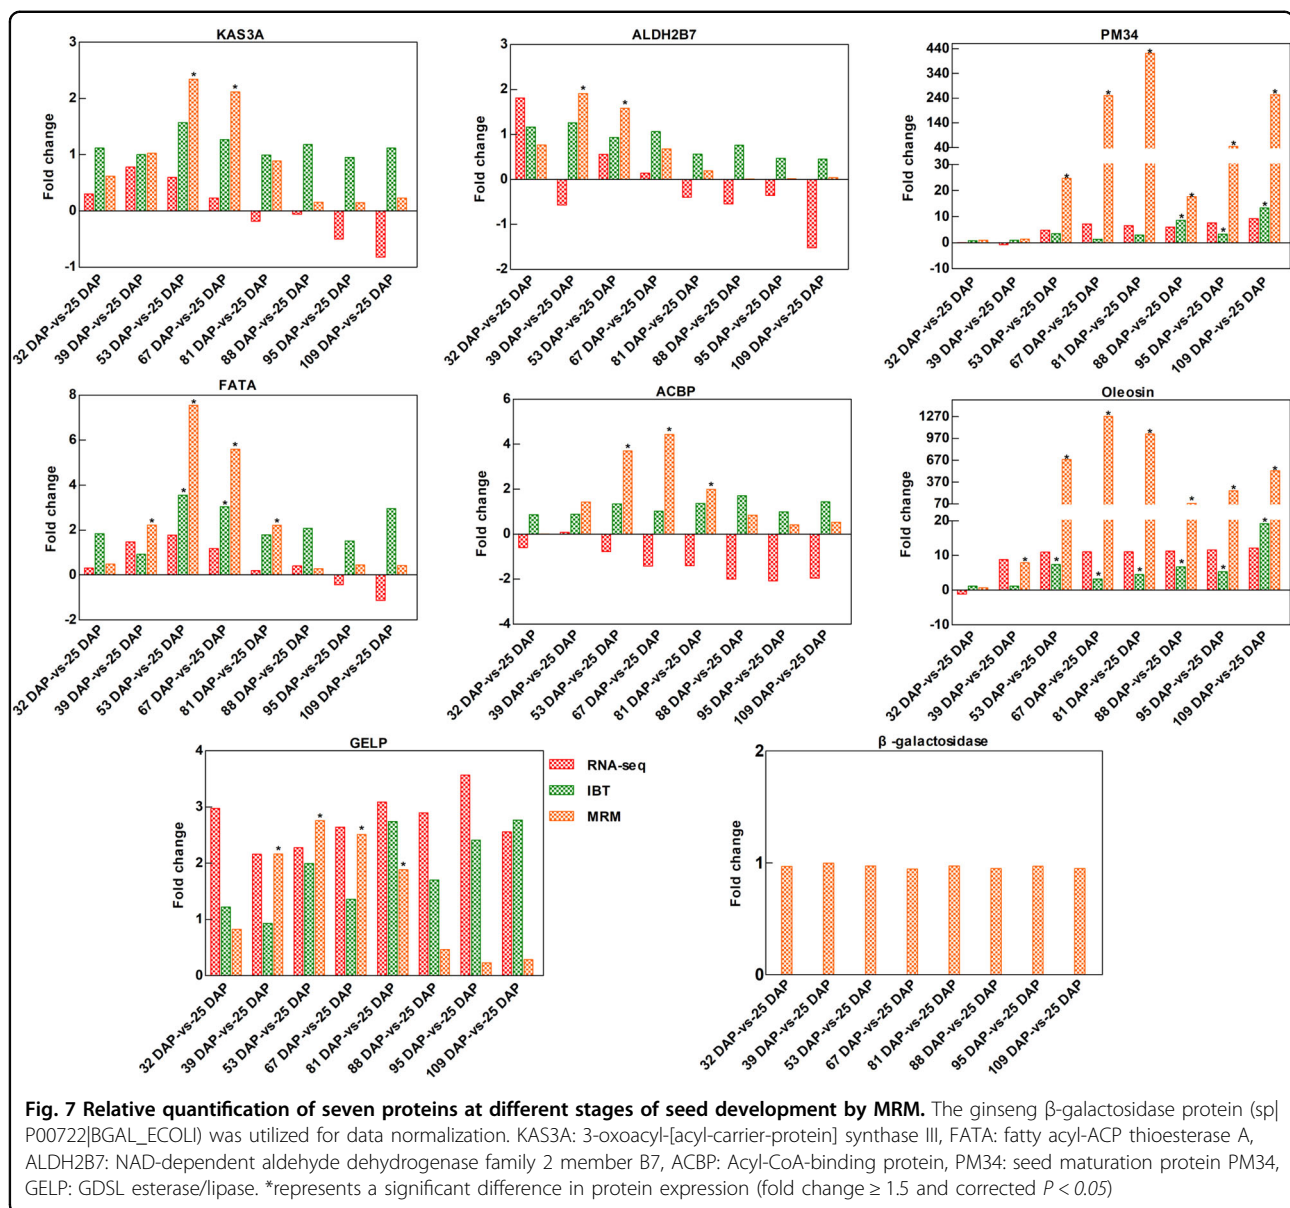 KAS3A
Fold change
3
2
1
0
-1
* *
32 DAP-vs-25 DAP
39 DAP-vs-25 DAP
53 DAP-vs-25 DAP
67 DAP-vs-25 DAP
81 DAP-vs-25 DAP
88 DAP-vs-25 DAP
95 DAP-vs-25 DAP
109 DAP-vs-25 DAP
ALDH2B7
Fold change
3
2
1
0
-1
-2
* *
32 DAP-vs-25 DAP
39 DAP-vs-25 DAP
53 DAP-vs-25 DAP
67 DAP-vs-25 DAP
81 DAP-vs-25 DAP
88 DAP-vs-25 DAP
95 DAP-vs-25 DAP
109 DAP-vs-25 DAP
PM34
Fold change
440
340
240
140
40
30
20
10
0
-10
* * * * * * * * *
32 DAP-vs-25 DAP
39 DAP-vs-25 DAP
53 DAP-vs-25 DAP
67 DAP-vs-25 DAP
81 DAP-vs-25 DAP
88 DAP-vs-25 DAP
95 DAP-vs-25 DAP
109 DAP-vs-25 DAP
FATA
Fold change
8
6
4
2
0
-2
* * * * * *
32 DAP-vs-25 DAP
39 DAP-vs-25 DAP
53 DAP-vs-25 DAP
67 DAP-vs-25 DAP
81 DAP-vs-25 DAP
88 DAP-vs-25 DAP
95 DAP-vs-25 DAP
109 DAP-vs-25 DAP
ACBP
Fold change
6
4
2
0
-2
-4
* * *
32 DAP-vs-25 DAP
39 DAP-vs-25 DAP
53 DAP-vs-25 DAP
67 DAP-vs-25 DAP
81 DAP-vs-25 DAP
88 DAP-vs-25 DAP
95 DAP-vs-25 DAP
109 DAP-vs-25 DAP
Oleosin
Fold change
1270
970
670
370
70
20
10
0
-10
* * * * * * * * * * * * *
32 DAP-vs-25 DAP
39 DAP-vs-25 DAP
53 DAP-vs-25 DAP
67 DAP-vs-25 DAP
81 DAP-vs-25 DAP
88 DAP-vs-25 DAP
95 DAP-vs-25 DAP
109 DAP-vs-25 DAP
GELP
Fold change
4
3
2
1
0
* * * *
32 DAP-vs-25 DAP
39 DAP-vs-25 DAP
53 DAP-vs-25 DAP
67 DAP-vs-25 DAP
81 DAP-vs-25 DAP
88 DAP-vs-25 DAP
95 DAP-vs-25 DAP
109 DAP-vs-25 DAP
RNA-seq
IBT
MRM
β -galactosidase
Fold change
2
1
0
32 DAP-vs-25 DAP
39 DAP-vs-25 DAP
53 DAP-vs-25 DAP
67 DAP-vs-25 DAP
81 DAP-vs-25 DAP
88 DAP-vs-25 DAP
95 DAP-vs-25 DAP
109 DAP-vs-25 DAP
Fig. 7 Relative quantification of seven proteins at different stages of seed development by MRM. The ginseng β-galactosidase protein (sp|
P00722|BGAL_ECOLI) was utilized for data normalization. KAS3A: 3-oxoacyl-[acyl-carrier-protein] synthase III, FATA: fatty acyl-ACP thioesterase A,
ALDH2B7: NAD-dependent aldehyde dehydrogenase family 2 member B7, ACBP: Acyl-CoA-binding protein, PM34: seed maturation protein PM34,
GELP: GDSL esterase/lipase. *represents a significant difference in protein expression (fold change ≥ 1.5 and corrected P < 0.05)